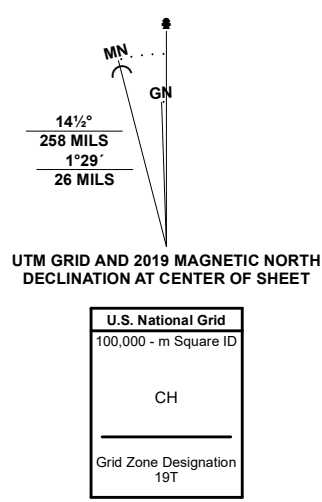 MN
GN
14½°
258 MILS
1°29´
26 MILS
UTM GRID AND 2019 MAGNETIC NORTH
DECLINATION AT CENTER OF SHEET
U.S. National Grid
100,000 - m Square ID
CH
Grid Zone Designation
19T